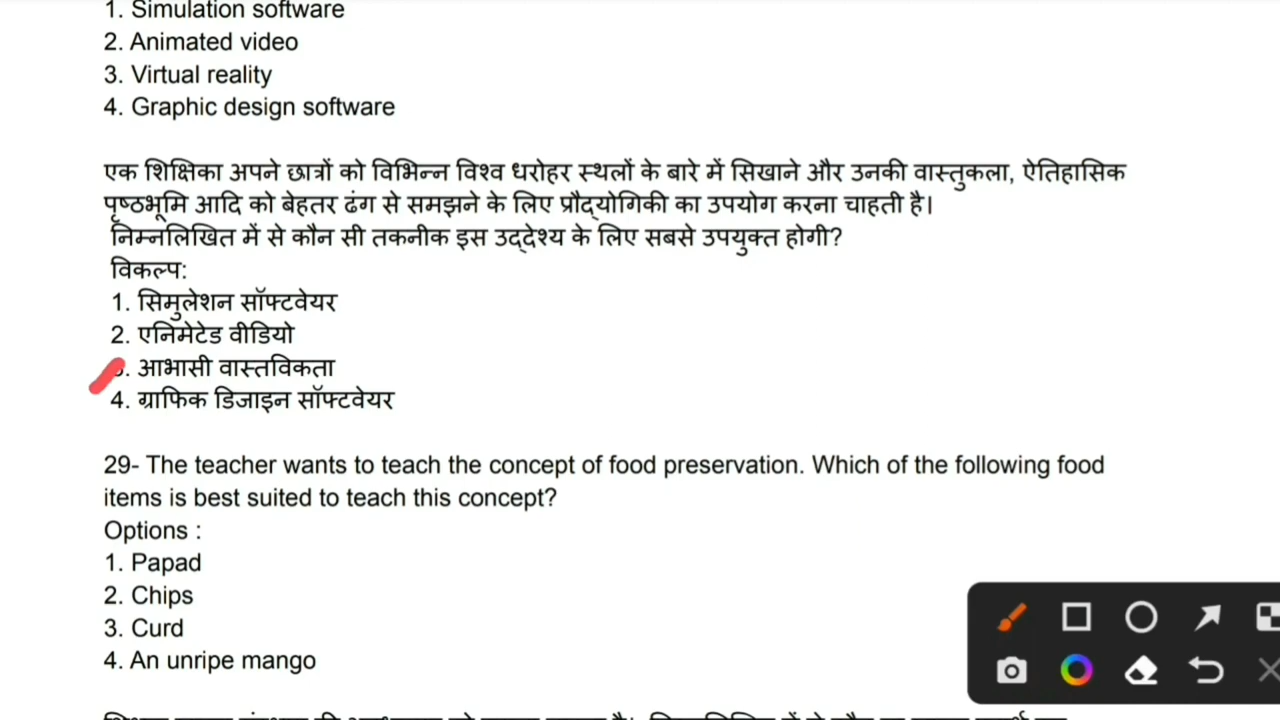 1. Simulation software
2. Animated video
3. Virtual reality
4. Graphic design software
एक शिक्षिका अपने छात्रों को विभिन्न विश्व धरोहर स्थलों के बारे में सिखाने और उनकी वास्तुकला, ऐतिहासिक
पृष्ठभूमि आदि को बेहतर ढंग से समझने के लिए प्रौद्योगिकी का उपयोग करना चाहती है।
निम्नलिखित में से कौन सी तकनीक इस उद्देश्य के लिए सबसे उपयुक्त होगी?
विकल्प:
1. सिमुलेशन सॉफ्टवेयर
2. एनिमेटेड वीडियो
3. आभासी वास्तविकता
4. ग्राफिक डिजाइन सॉफ्टवेयर
29- The teacher wants to teach the concept of food preservation. Which of the following food
items is best suited to teach this concept?
Options :
1. Papad
2. Chips
3. Curd
4. An unripe mango